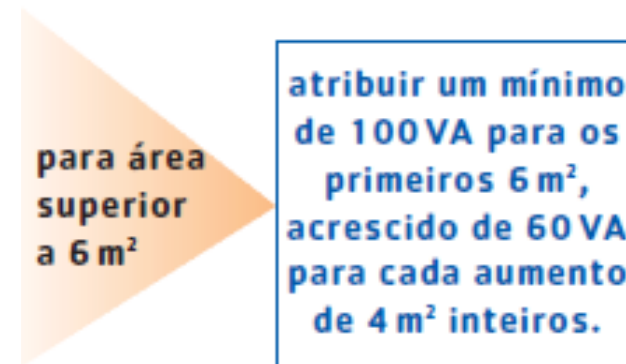 para área
superior
a 6 m²
atribuir um mínimo
de 100 VA para os
primeiros 6 m²,
acrescido de 60 VA
para cada aumento
de 4 m² inteiros.